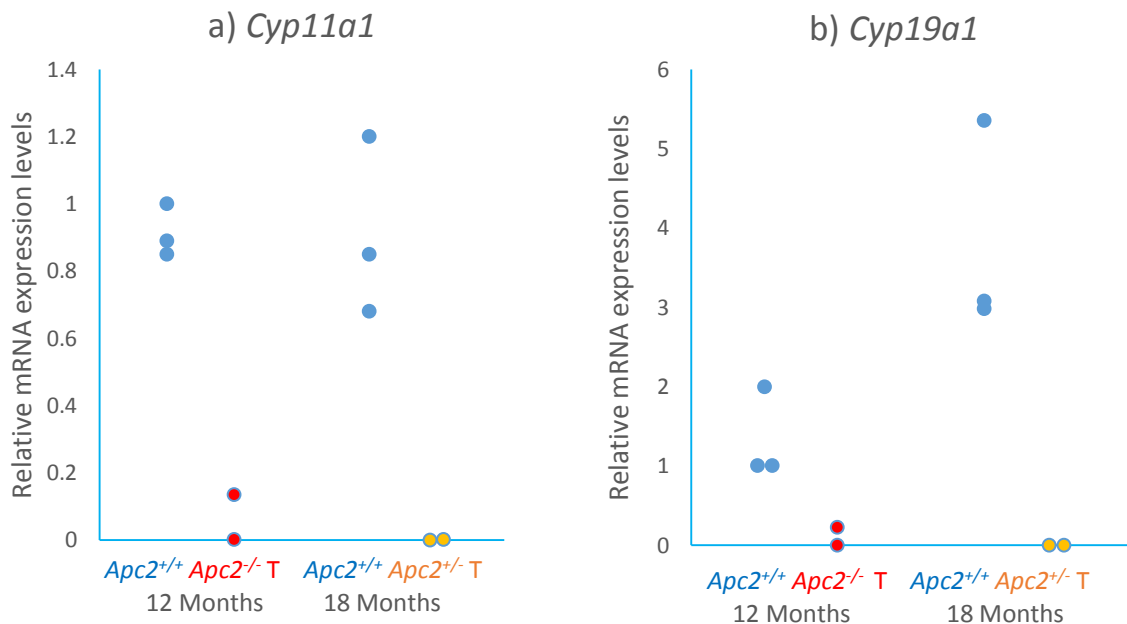 a) Cyp11a1
Relative mRNA expression levels
1.4
1.2
1
0.8
0.6
0.4
0.2
0
Apc2+/+ Apc2-/- T Apc2+/+ Apc2+/- T
12 Months 18 Months
b) Cyp19a1
Relative mRNA expression levels
6
5
4
3
2
1
0
Apc2+/+ Apc2-/- T Apc2+/+ Apc2+/- T
12 Months 18 Months